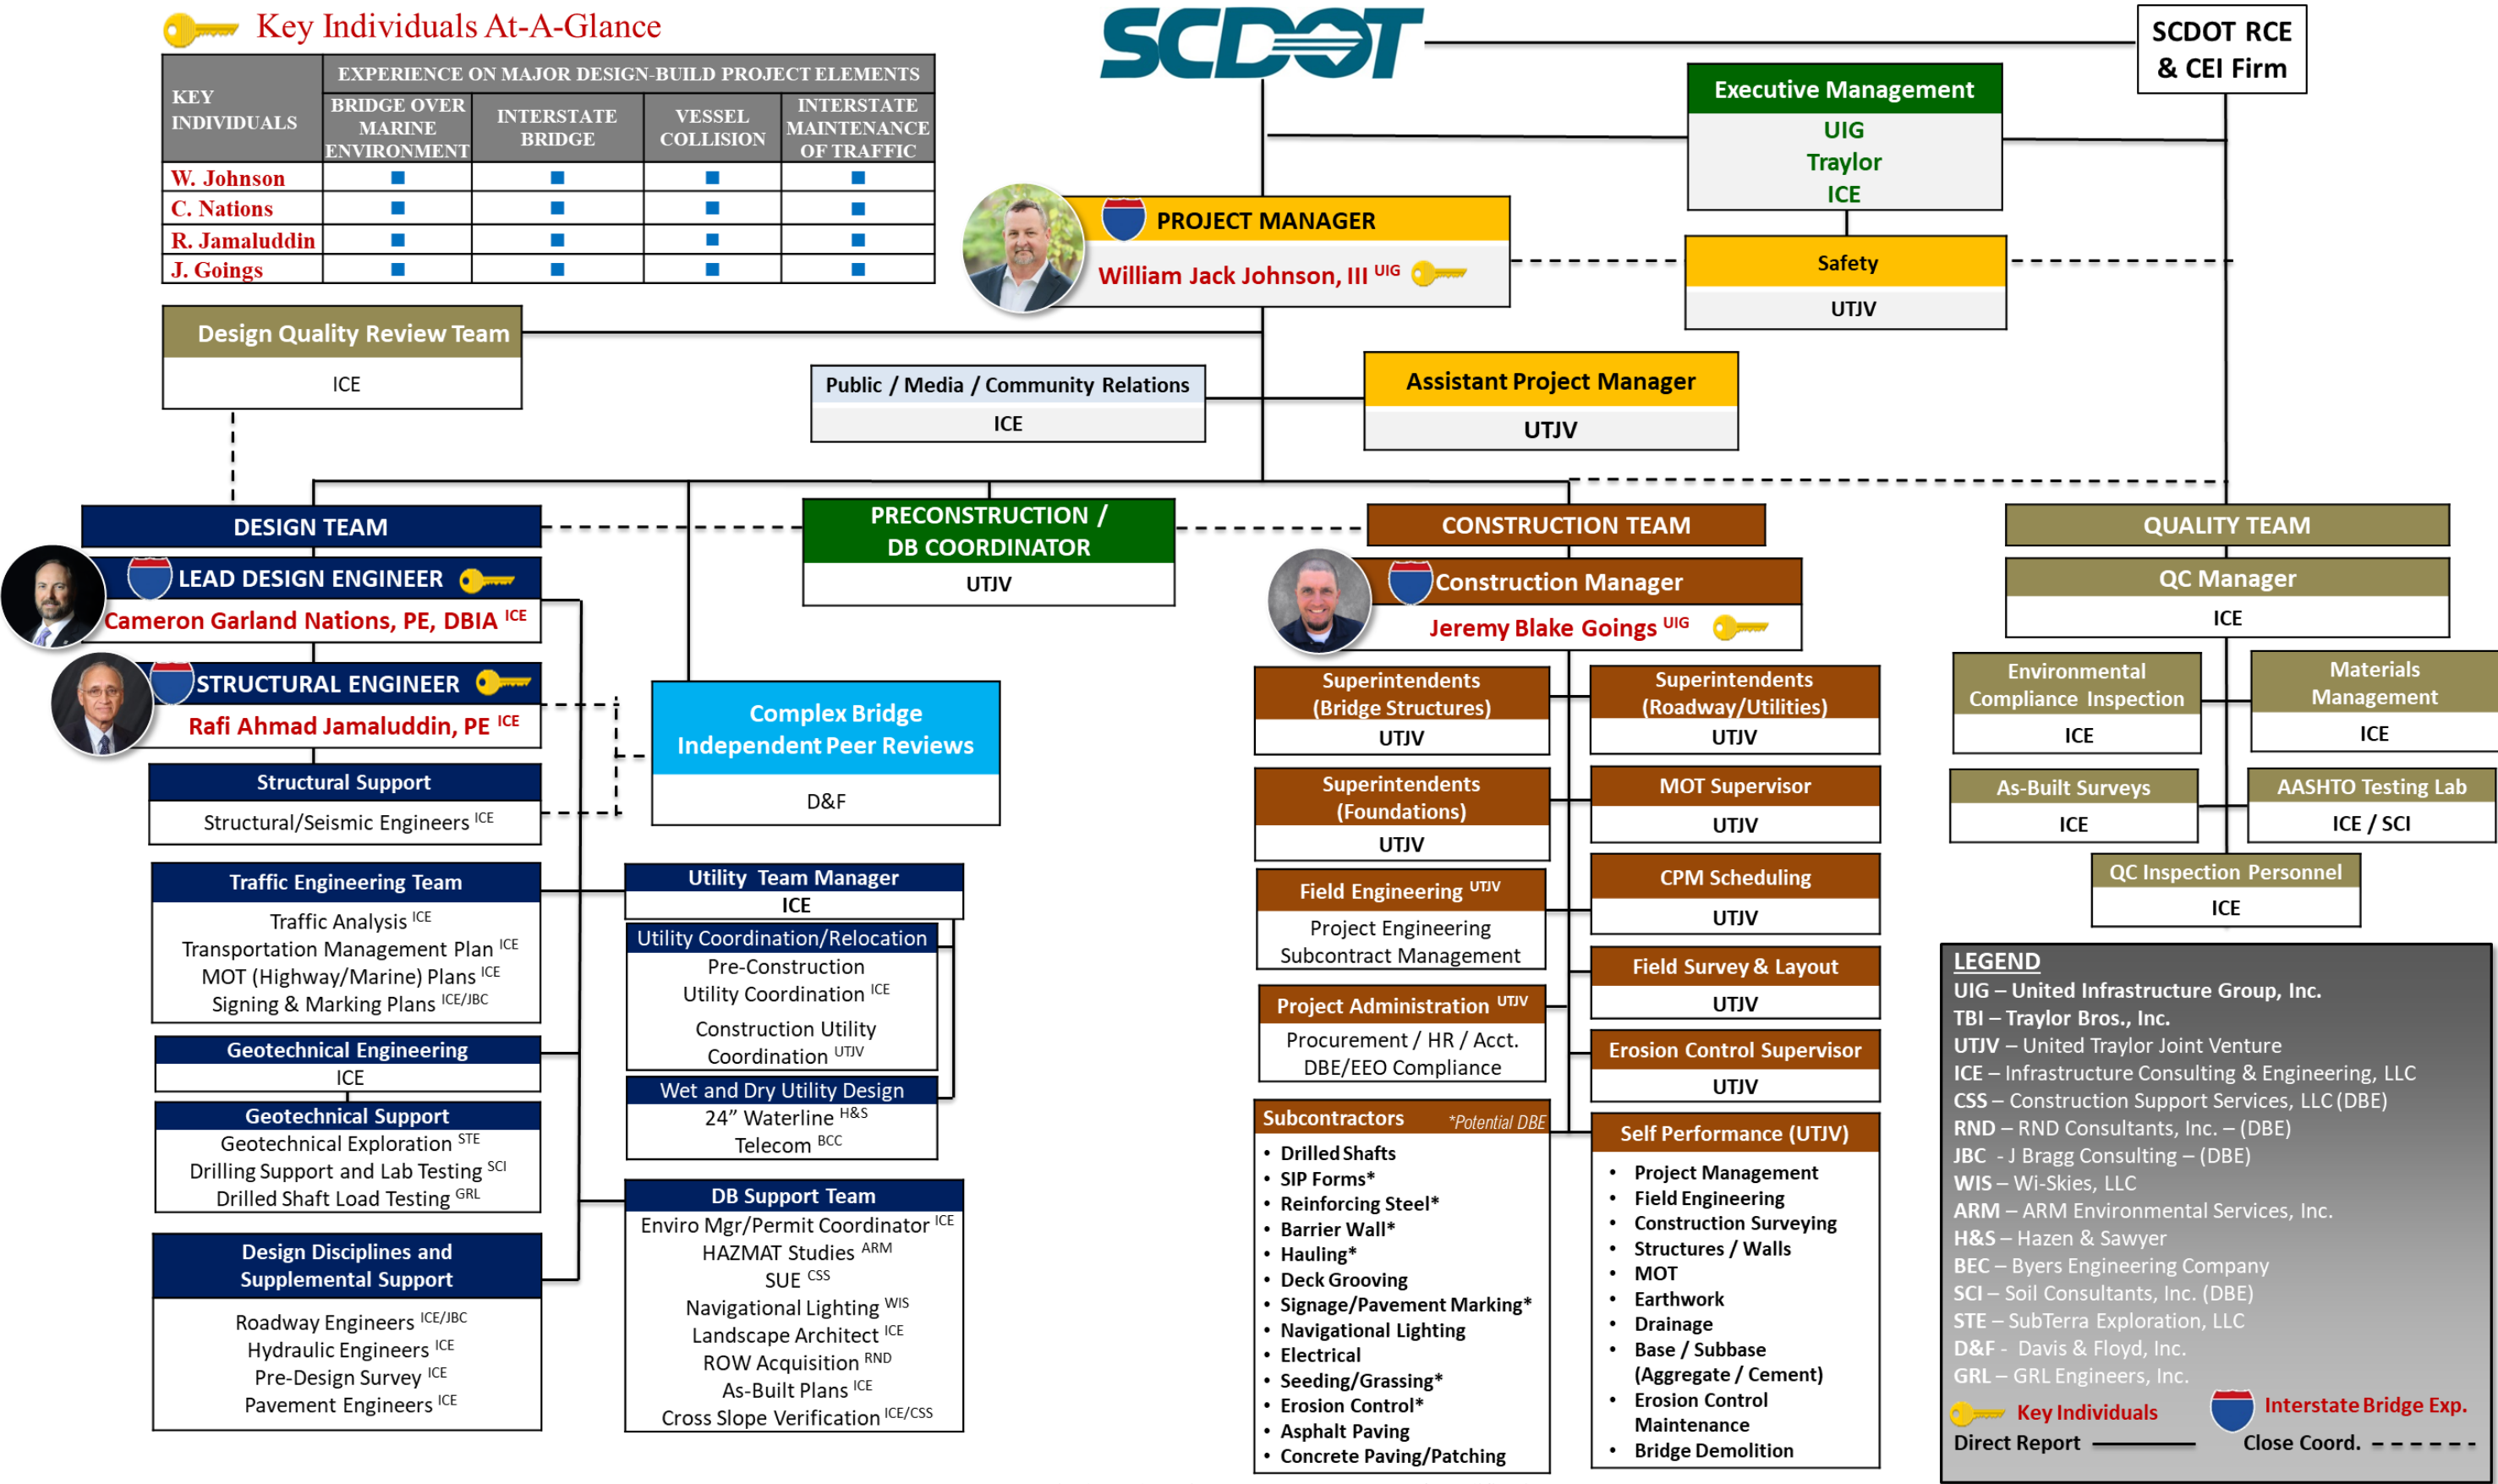 Key Individuals At-A-Glance
KEY INDIVIDUALS
EXPERIENCE ON MAJOR DESIGN-BUILD PROJECT ELEMENTS
BRIDGE OVER MARINE ENVIRONMENT
INTERSTATE BRIDGE
VESSEL COLLISION
INTERSTATE MAINTENANCE OF TRAFFIC
W. Johnson
C. Nations
R. Jamaluddin
J. Goings
SCDOT
SCDOT RCE
& CEI Firm
Executive Management
UIG
Traylor
ICE
PROJECT MANAGER
William Jack Johnson, III UIG
Safety
UTJV
Design Quality Review Team
ICE
Public / Media / Community Relations
ICE
Assistant Project Manager
UTJV
DESIGN TEAM
LEAD DESIGN ENGINEER
Cameron Garland Nations, PE, DBIA ICE
STRUCTURAL ENGINEER
Rafi Ahmad Jamaluddin, PE ICE
Structural Support
Structural/Seismic Engineers ICE
Traffic Engineering Team
Traffic Analysis ICE
Transportation Management Plan ICE
MOT (Highway/Marine) Plans ICE
Signing & Marking Plans ICE/JBC
Geotechnical Engineering
ICE
Geotechnical Support
Geotechnical Exploration STE
Drilling Support and Lab Testing SCI
Drilled Shaft Load Testing GRL
Design Disciplines and
Supplemental Support
Roadway Engineers ICE/JBC
Hydraulic Engineers ICE
Pre-Design Survey ICE
Pavement Engineers ICE
PRECONSTRUCTION /
DB COORDINATOR
UTJV
Complex Bridge
Independent Peer Reviews
D&F
Utility Team Manager
ICE
Utility Coordination/Relocation
Pre-Construction
Utility Coordination ICE
Construction Utility
Coordination UTJV
Wet and Dry Utility Design
24” Waterline H&S
Telecom BCC
DB Support Team
Enviro Mgr/Permit Coordinator ICE
HAZMAT Studies ARM
SUE CSS
Navigational Lighting WIS
Landscape Architect ICE
ROW Acquisition RND
As-Built Plans ICE
Cross Slope Verification ICE/CSS
CONSTRUCTION TEAM
Construction Manager
Jeremy Blake Goings UIG
Superintendents
(Bridge Structures)
UTJV
Superintendents
(Roadway/Utilities)
UTJV
Superintendents
(Foundations)
UTJV
MOT Supervisor
UTJV
Field Engineering UTJV
Project Engineering
Subcontract Management
CPM Scheduling
UTJV
Field Survey & Layout
UTJV
Project Administration UTJV
Procurement / HR / Acct.
DBE/EEO Compliance
Erosion Control Supervisor
UTJV
Subcontractors *Potential DBE
• Drilled Shafts
• SIP Forms*
• Reinforcing Steel*
• Barrier Wall*
• Hauling*
• Deck Grooving
• Signage/Pavement Marking*
• Navigational Lighting
• Electrical
• Seeding/Grassing*
• Erosion Control*
• Asphalt Paving
• Concrete Paving/Patching
Self Performance (UTJV)
• Project Management
• Field Engineering
• Construction Surveying
• Structures / Walls
• MOT
• Earthwork
• Drainage
• Base / Subbase
(Aggregate / Cement)
• Erosion Control
Maintenance
• Bridge Demolition
QUALITY TEAM
QC Manager
ICE
Environmental
Compliance Inspection
ICE
Materials
Management
ICE
As-Built Surveys
ICE
AASHTO Testing Lab
ICE / SCI
QC Inspection Personnel
ICE
LEGEND
UIG – United Infrastructure Group, Inc.
TBI – Traylor Bros., Inc.
UTJV – United Traylor Joint Venture
ICE – Infrastructure Consulting & Engineering, LLC
CSS – Construction Support Services, LLC (DBE)
RND – RND Consultants, Inc. – (DBE)
JBC - J Bragg Consulting – (DBE)
WIS – Wi-Skies, LLC
ARM – ARM Environmental Services, Inc.
H&S – Hazen & Sawyer
BEC – Byers Engineering Company
SCI – Soil Consultants, Inc. (DBE)
STE – SubTerra Exploration, LLC
D&F - Davis & Floyd, Inc.
GRL – GRL Engineers, Inc.
Key Individuals
Interstate Bridge Exp.
Direct Report
Close Coord.